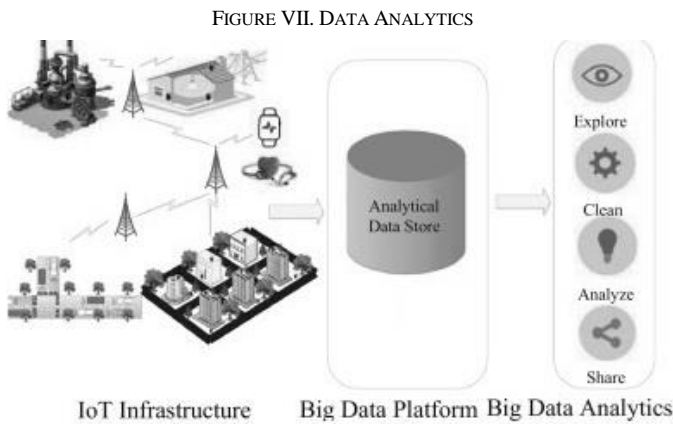 FIGURE VII. DATA ANALYTICS
Explore
Analytical
Data Store
Clean
Analyze
Share
IoT Infrastructure
Big Data Platform
Big Data Analytics